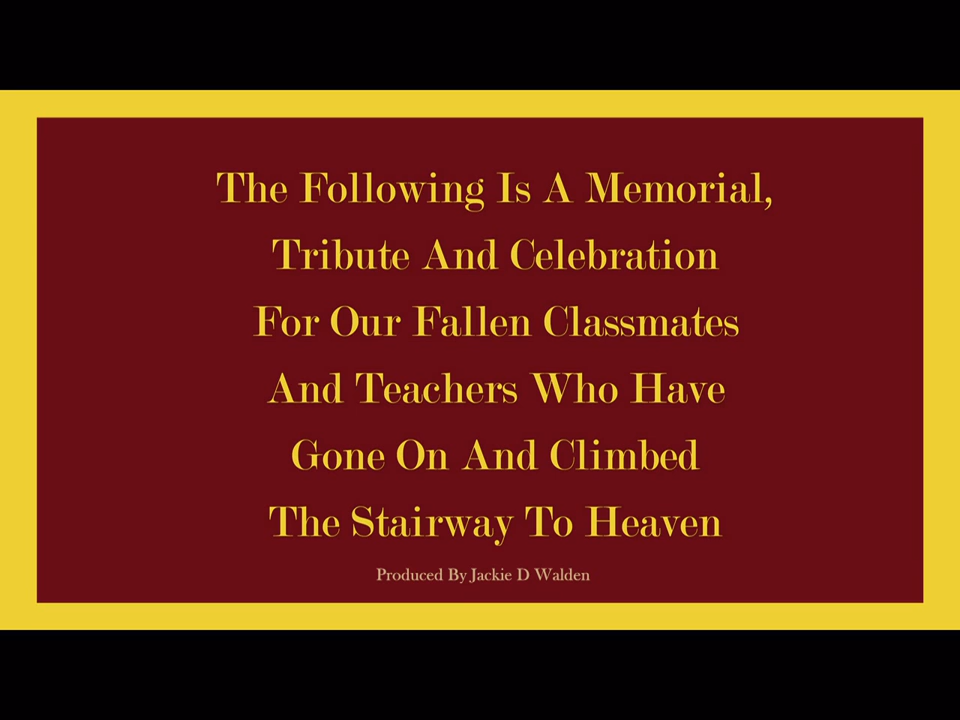 The Following Is A Memorial,
Tribute And Celebration
For Our Fallen Classmates
And Teachers Who Have
Gone On And Climbed
The Stairway To Heaven
Produced By Jackie D Walden